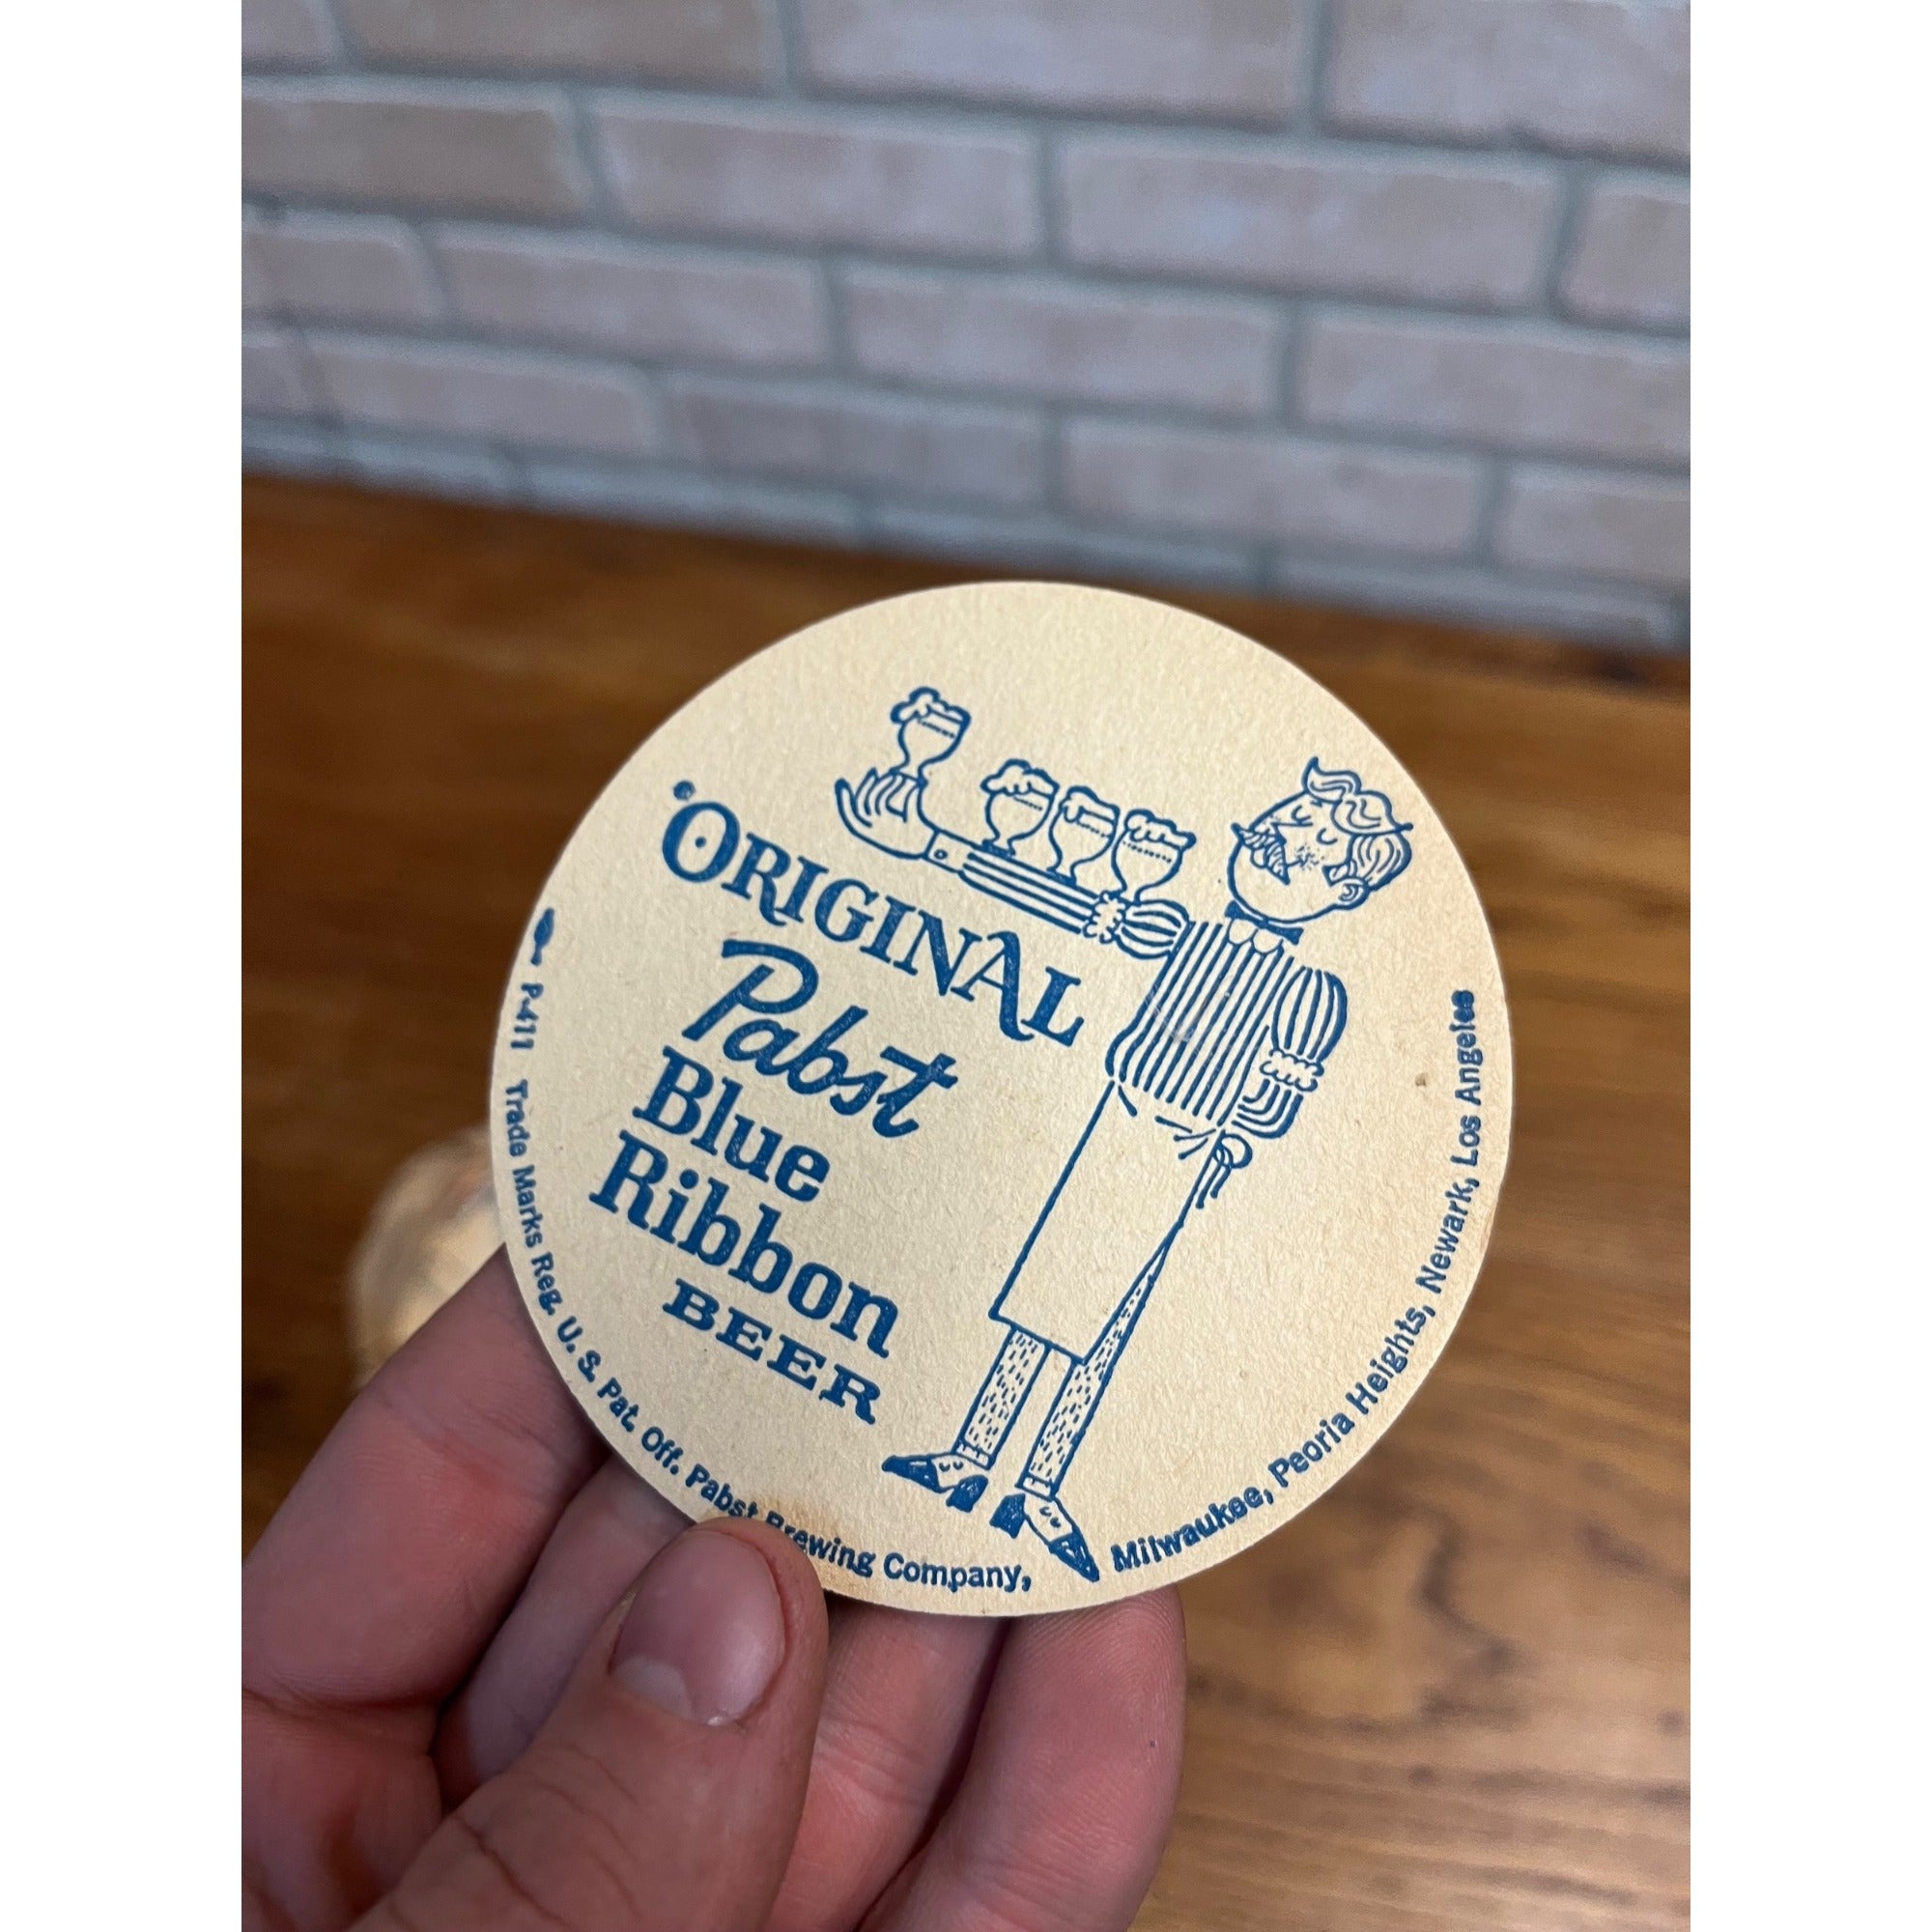 ORIGINAL
Pabst
Blue
Ribbon
BEER
P-411 Trade Marks Reg. U. S. Pat. Off. Pabst Brewing Company, Milwaukee, Peoria Heights, Newark, Los Angeles